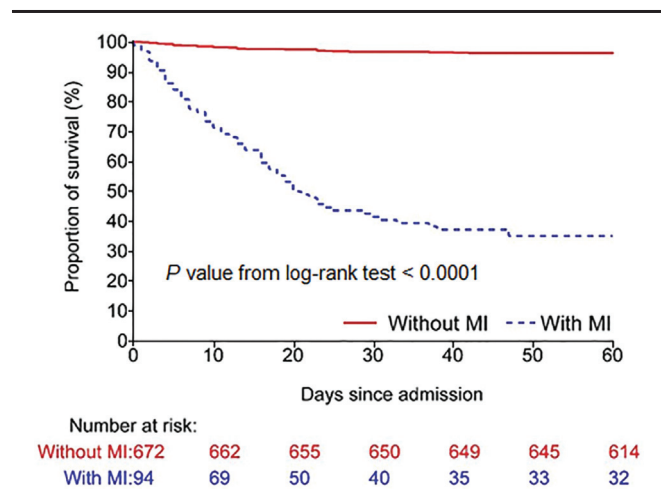 Proportion of survival (%)
100
90
80
70
60
50
40
30
20
10
0
P value from log-rank test < 0.0001
Without MI
With MI
0 10 20 30 40 50 60
Days since admission
Number at risk:
Without MI:672 662 655 650 649 645 614
With MI:94 69 50 40 35 33 32